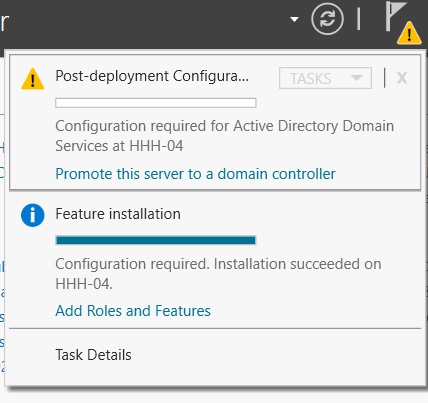 r
Post-deployment Configura...
TASKS
x
Configuration required for Active Directory Domain
Services at HHH-04
Promote this server to a domain controller
Feature installation
Configuration required. Installation succeeded on
HHH-04.
Add Roles and Features
Task Details